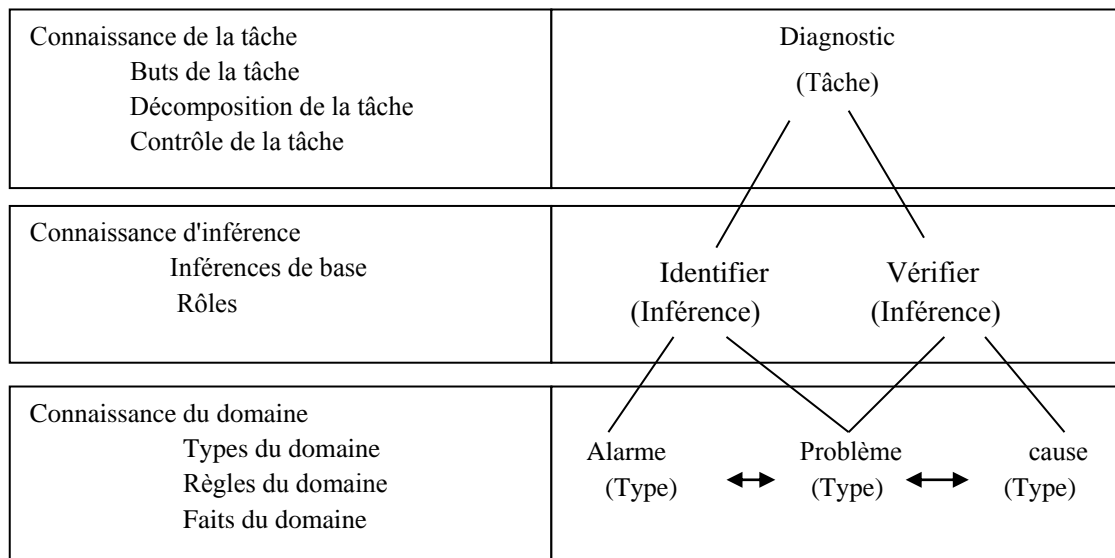 Connaissance de la tâche
Buts de la tâche
Décomposition de la tâche
Contrôle de la tâche
Diagnostic
(Tâche)
Connaissance d'inférence
Inférences de base
Rôles
Identifier Vérifier
(Inférence) (Inférence)
Connaissance du domaine
Types du domaine
Règles du domaine
Faits du domaine
Alarme Problème cause
(Type) (Type) (Type)